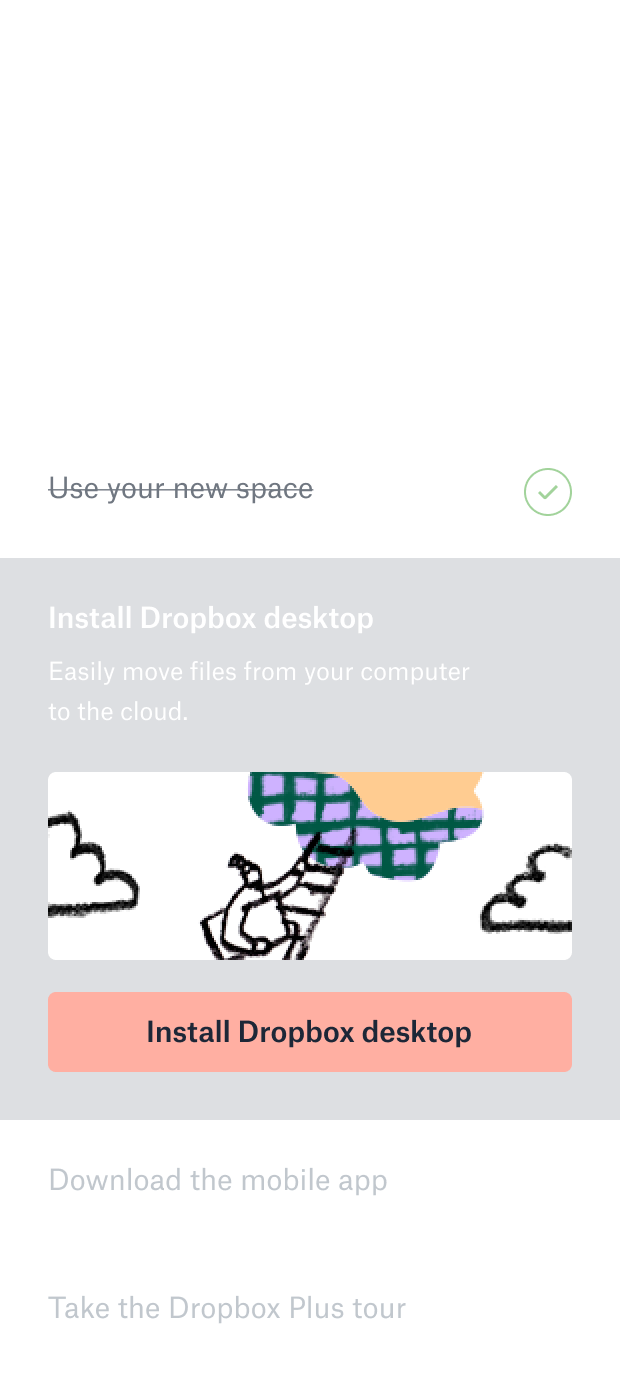 Use your new space
Install Dropbox desktop
Easily move files from your computer
to the cloud.
Install Dropbox desktop
Download the mobile app
Take the Dropbox Plus tour